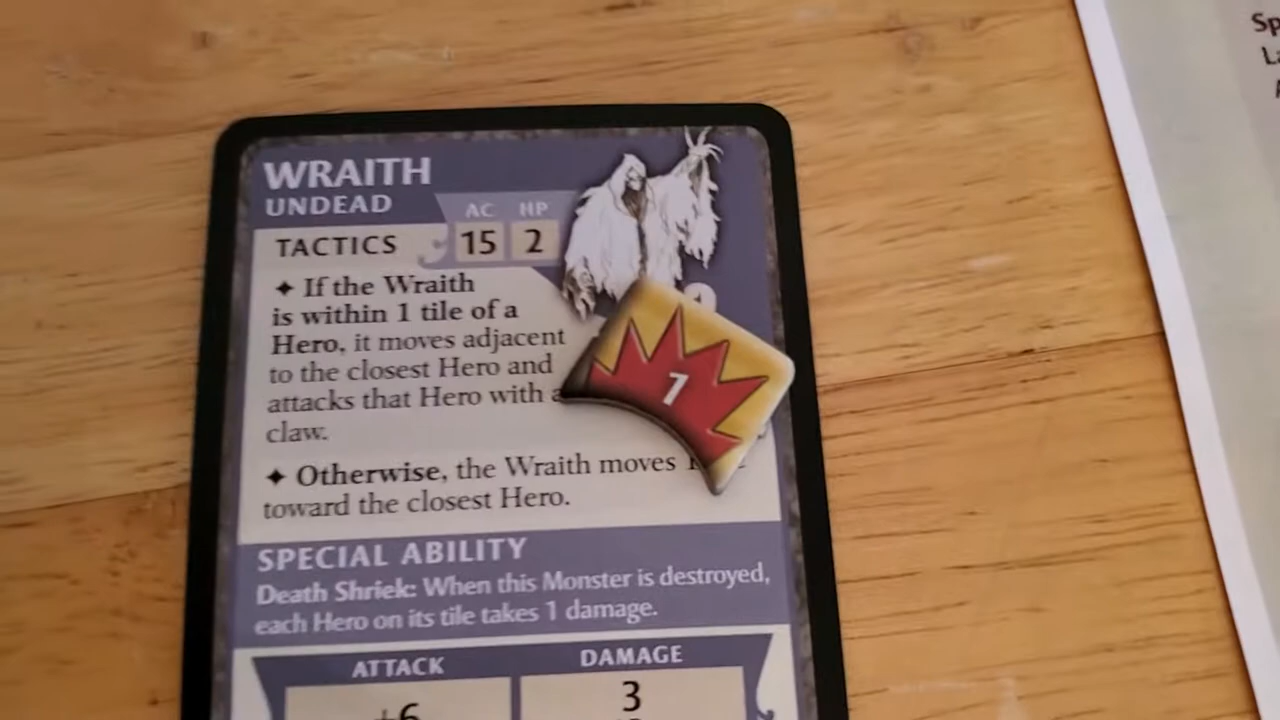 WRAITH
UNDEAD
AC HP
TACTICS 15 2
✦ If the Wraith
is within 1 tile of a
Hero, it moves adjacent
to the closest Hero and
attacks that Hero with a
claw.
1
✦ Otherwise, the Wraith moves
toward the closest Hero.
SPECIAL ABILITY
Death Shriek: When this Monster is destroyed,
each Hero on its tile takes 1 damage.
ATTACK DAMAGE
+6 3
Sp